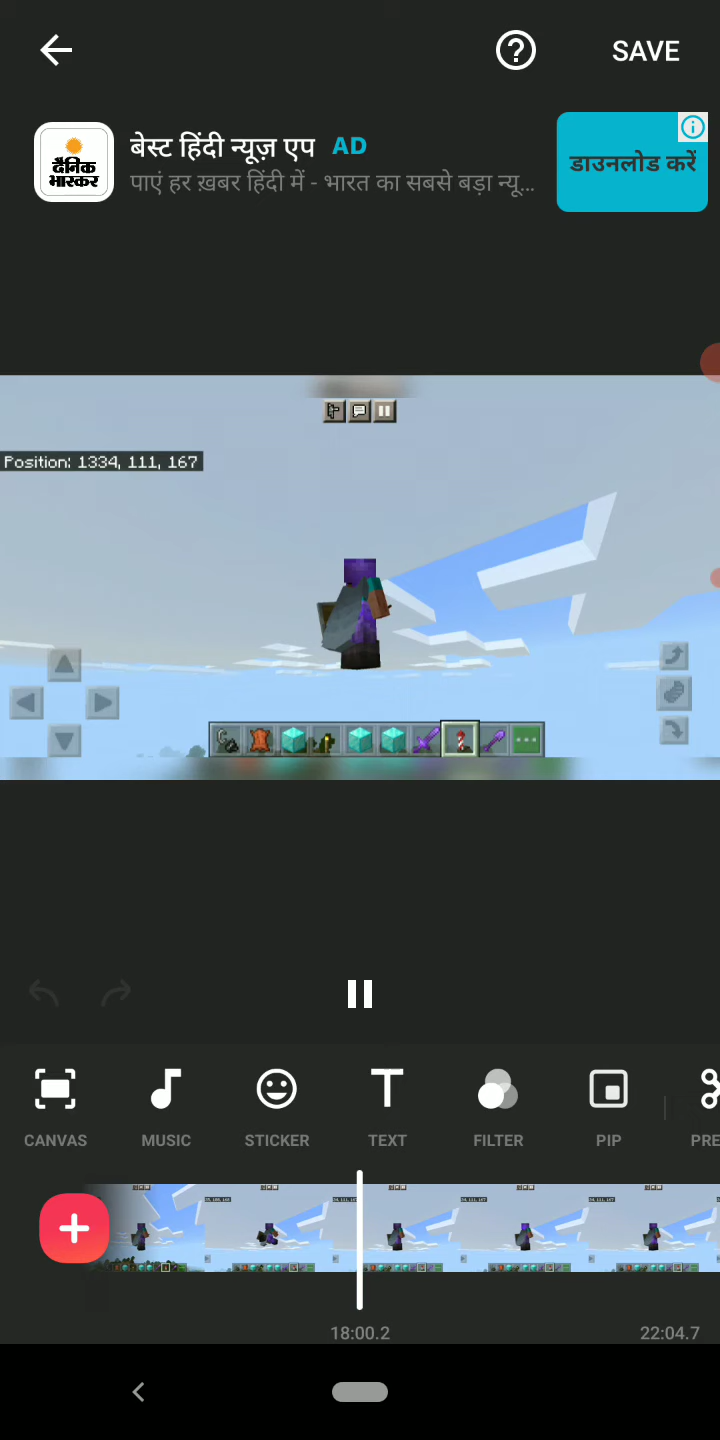 SAVE
दैनिक
भास्कर
बेस्ट हिंदी न्यूज़ एप AD
पाएं हर ख़बर हिंदी में - भारत का सबसे बड़ा न्यू...
डाउनलोड करें
Position: 1334, 111, 167
CANVAS MUSIC STICKER TEXT FILTER PIP PRE
18:00.2 22:04.7